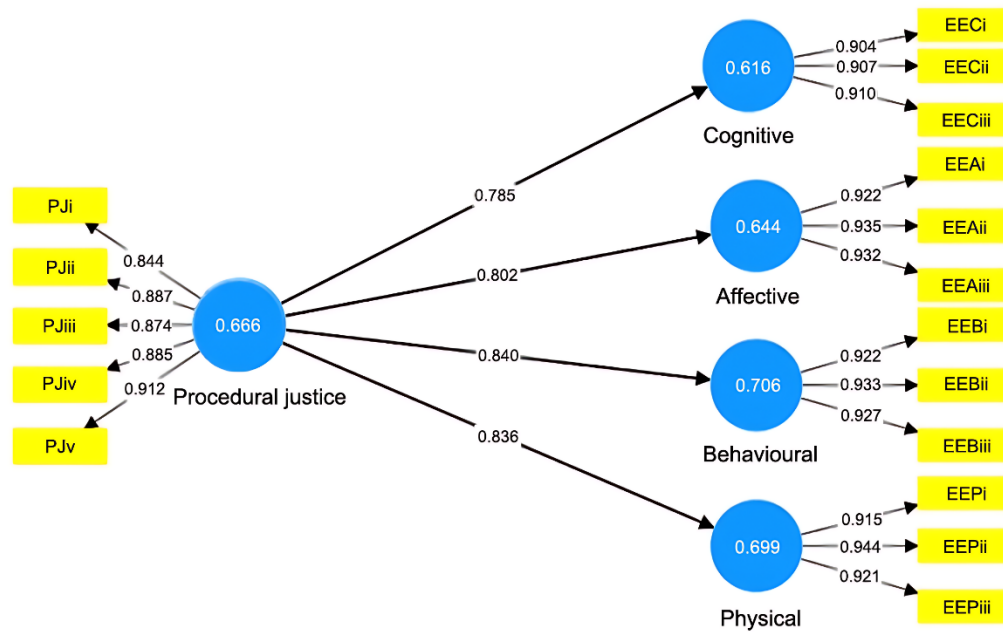 PJi
PJii
PJiii
PJiv
PJv
0.844
0.887
0.874
0.885
0.912
0.666
Procedural justice
0.785
0.802
0.840
0.836
0.616
Cognitive
0.904
0.907
0.910
EECi
EECii
EECiii
0.644
Affective
0.922
0.935
0.932
EEAi
EEAii
EEAiii
0.706
Behavioural
0.922
0.933
0.927
EEBi
EEBii
EEBiii
0.699
Physical
0.915
0.944
0.921
EEPi
EEPii
EEPiii